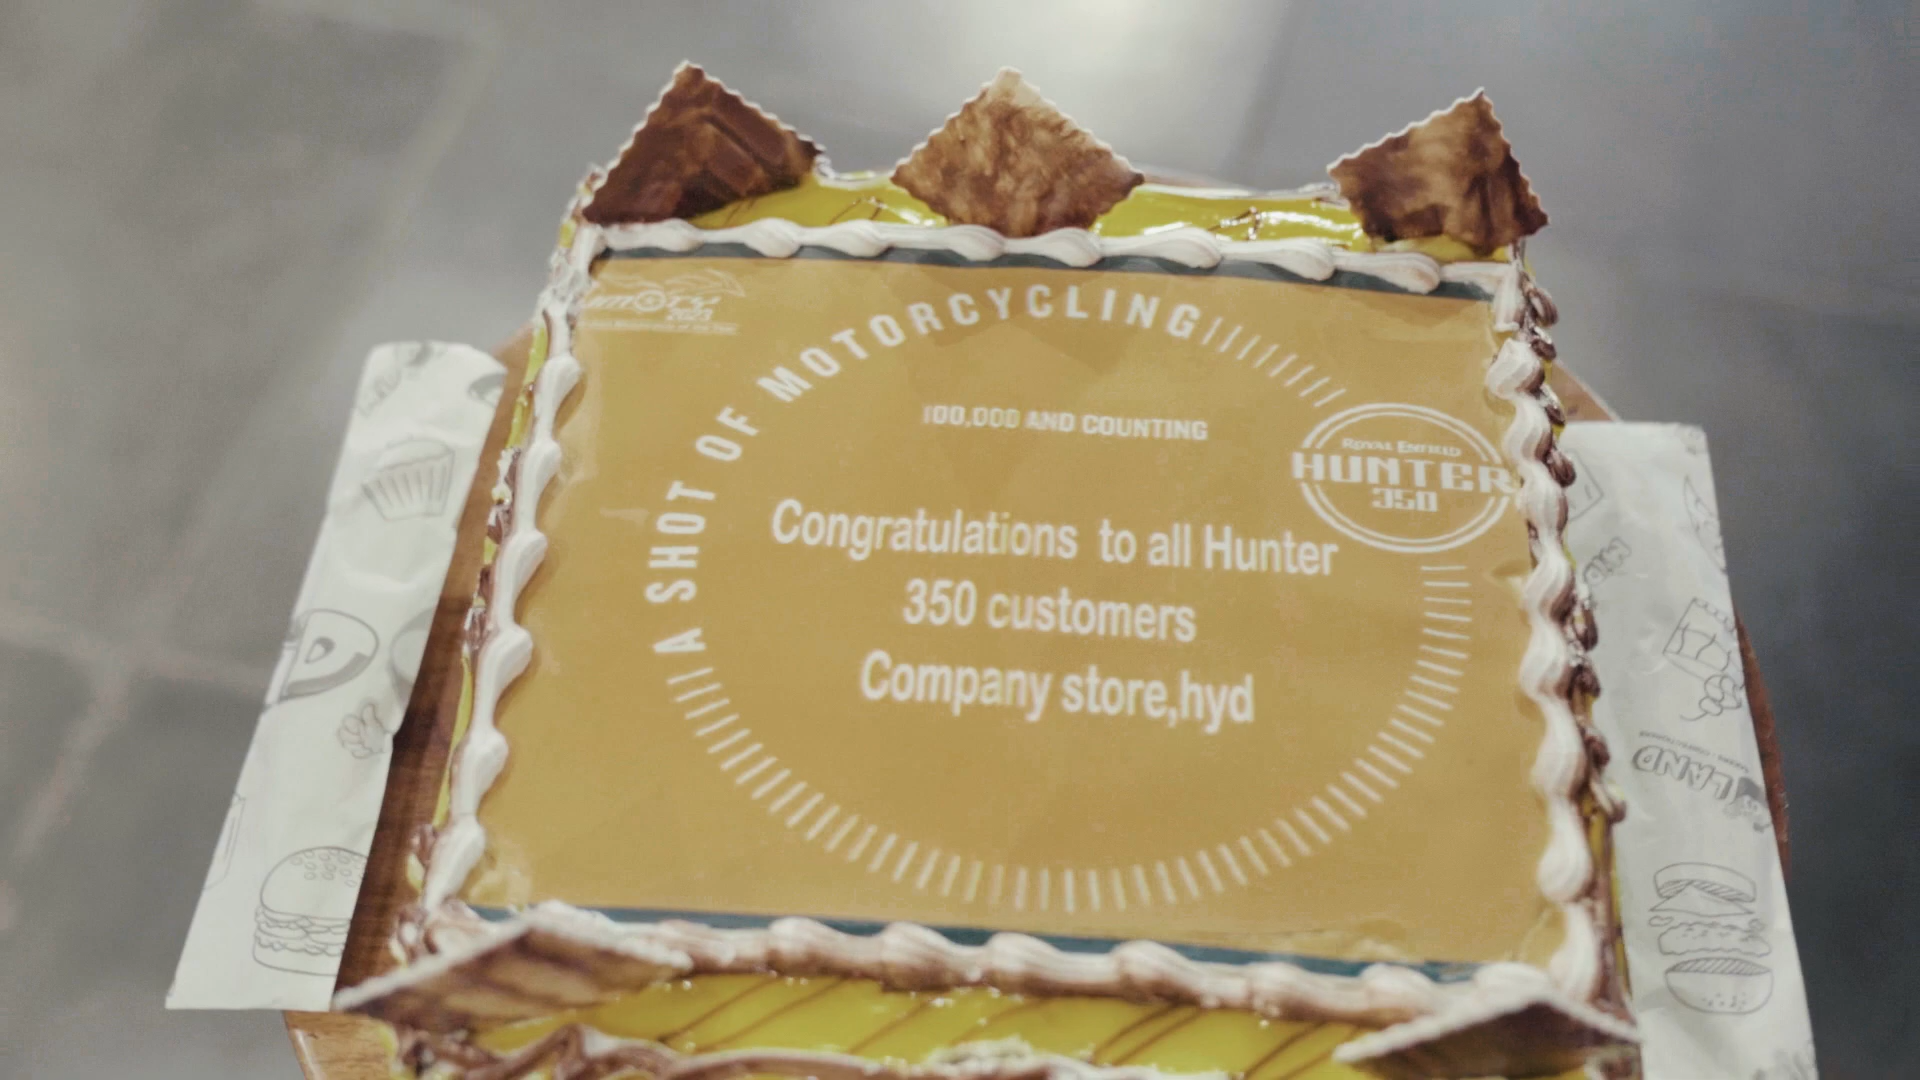 2023
A SHOT OF MOTORCYCLING
100,000 AND COUNTING
ROYAL ENFIELD
HUNTER
350
Congratulations to all Hunter
350 customers
Company store,hyd
LAND